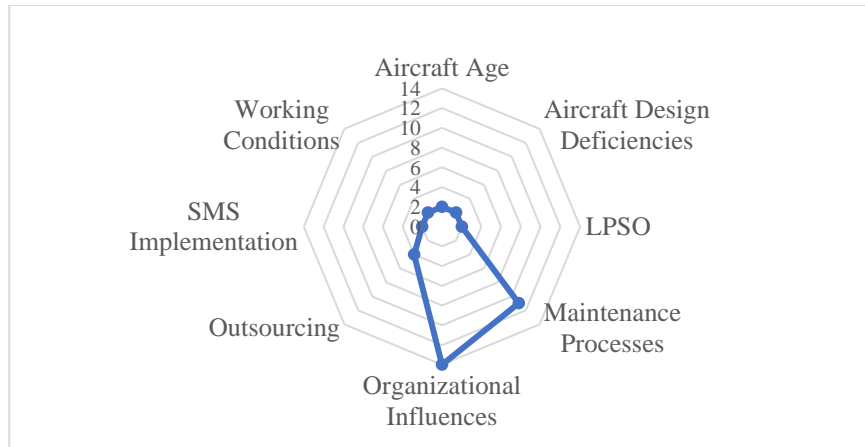 Aircraft Age
14
12
10
8
6
4
2
0
Aircraft Design
Deficiencies
LPSO
Maintenance
Processes
Organizational
Influences
Outsourcing
SMS
Implementation
Working
Conditions